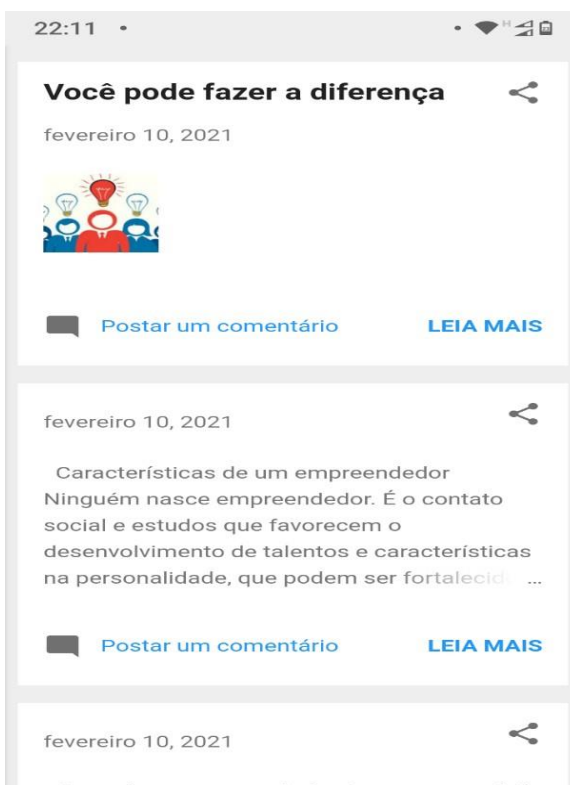 22:11
H
Você pode fazer a diferença
fevereiro 10, 2021
Postar um comentário LEIA MAIS
fevereiro 10, 2021
Características de um empreendedor
Ninguém nasce empreendedor. É o contato
social e estudos que favorecem o
desenvolvimento de talentos e características
na personalidade, que podem ser fortalecid ...
Postar um comentário LEIA MAIS
fevereiro 10, 2021